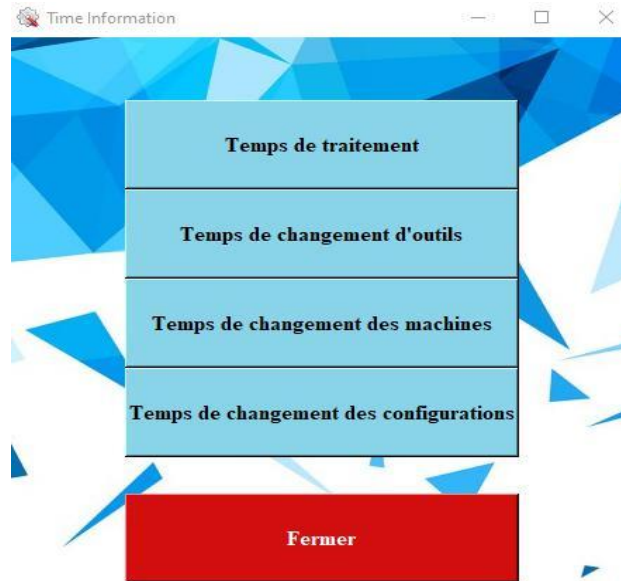 Time Information
Temps de traitement
Temps de changement d'outils
Temps de changement des machines
Temps de changement des configurations
Fermer